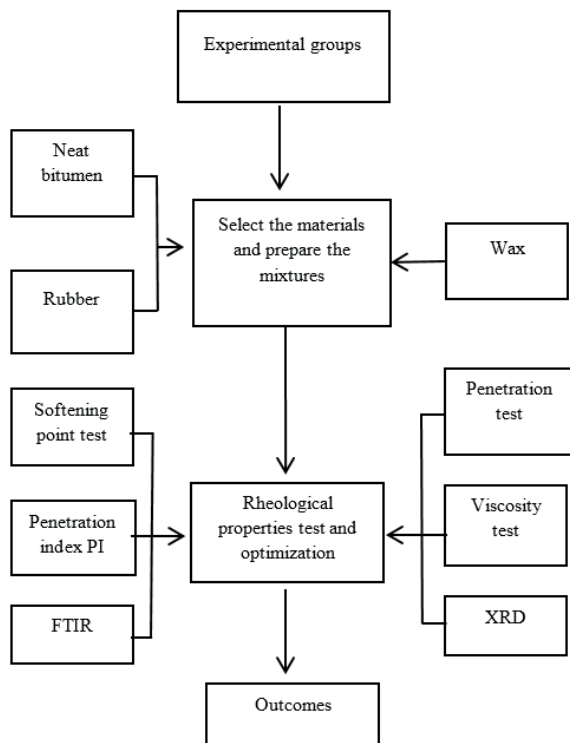 Experimental groups
Neat
bitumen
Select the materials
and prepare the
mixtures
Wax
Rubber
Softening
point test
Penetration
test
Penetration
index PI
Rheological
properties test and
optimization
Viscosity
test
FTIR
XRD
Outcomes